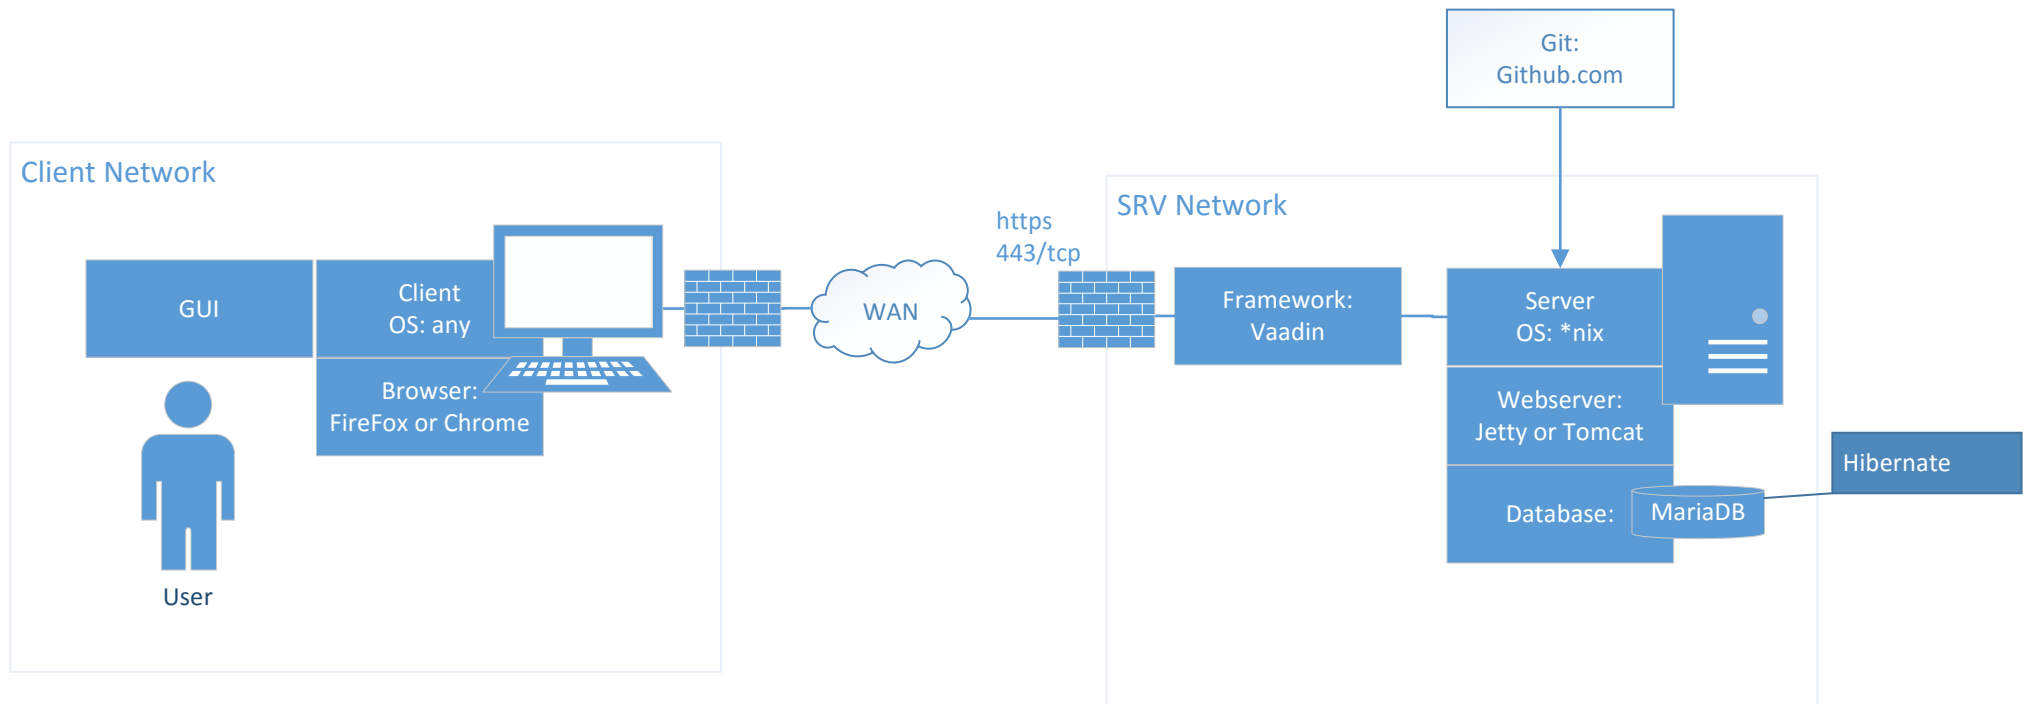 Git:
Github.com
Client Network
SRV Network
https
443/tcp
GUI
Client
OS: any
WAN
Framework:
Vaadin
Server
OS: *nix
Browser:
FireFox or Chrome
Webserver:
Jetty or Tomcat
Hibernate
Database:
MariaDB
User